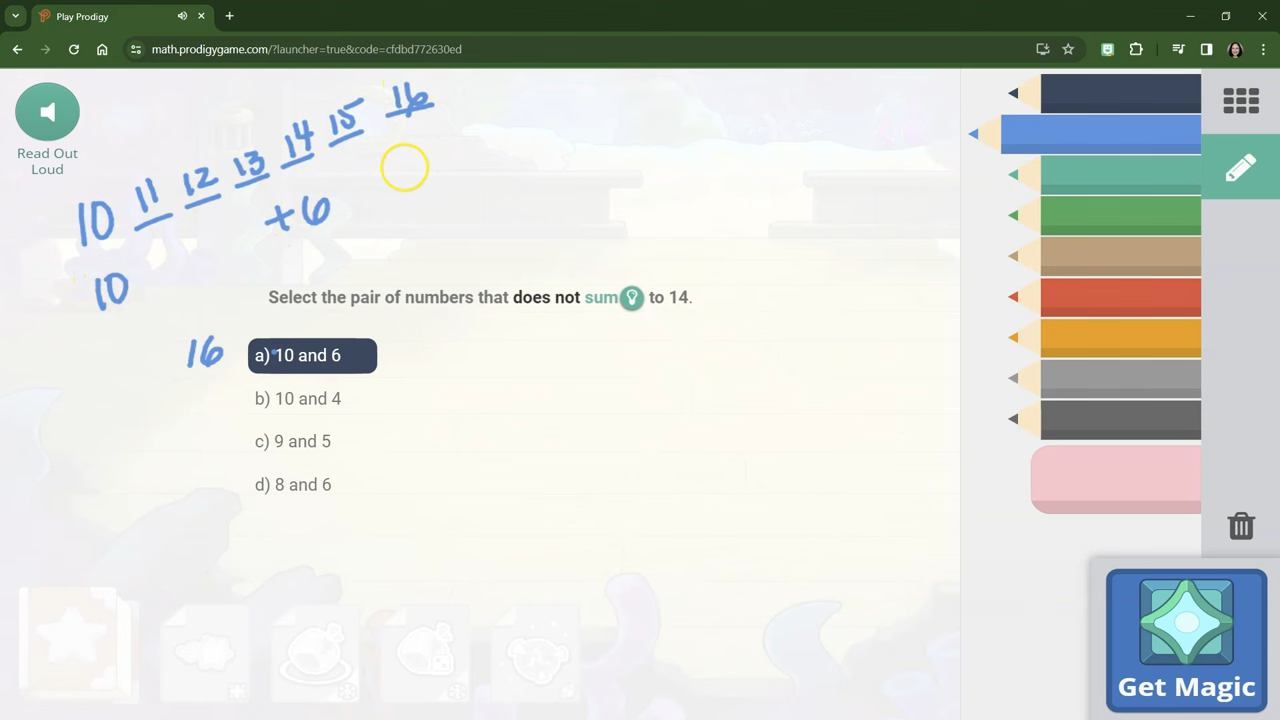 Play Prodigy
math.prodigygame.com/?launcher=true&code=cfdbd772630ed
Read Out
Loud
10 11 12 13 14 15 16
+6
10
Select the pair of numbers that does not sum to 14.
16
a) 10 and 6
b) 10 and 4
c) 9 and 5
d) 8 and 6
Get Magic